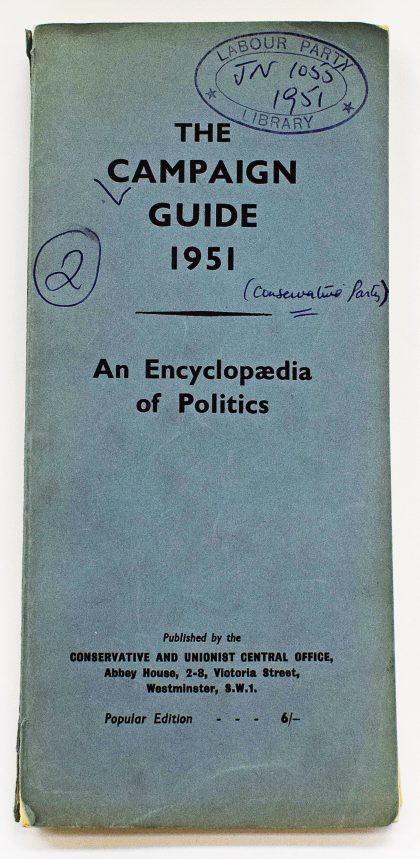 LABOUR PARTY
JN 1055
1951
LIBRARY
THE
CAMPAIGN
GUIDE
1951
2
(Conservative Party)
An Encyclopædia
of Politics
Published by the
CONSERVATIVE AND UNIONIST CENTRAL OFFICE,
Abbey House, 2-8, Victoria Street,
Westminster, S.W.1.
Popular Edition - - - 6/–